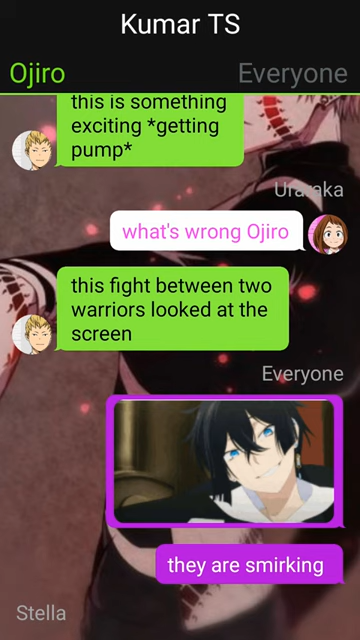 Kumar TS
Ojiro
Everyone
this is something
exciting *getting
pump*
Uraraka
what's wrong Ojiro
this fight between two
warriors looked at the
screen
Everyone
they are smirking
Stella